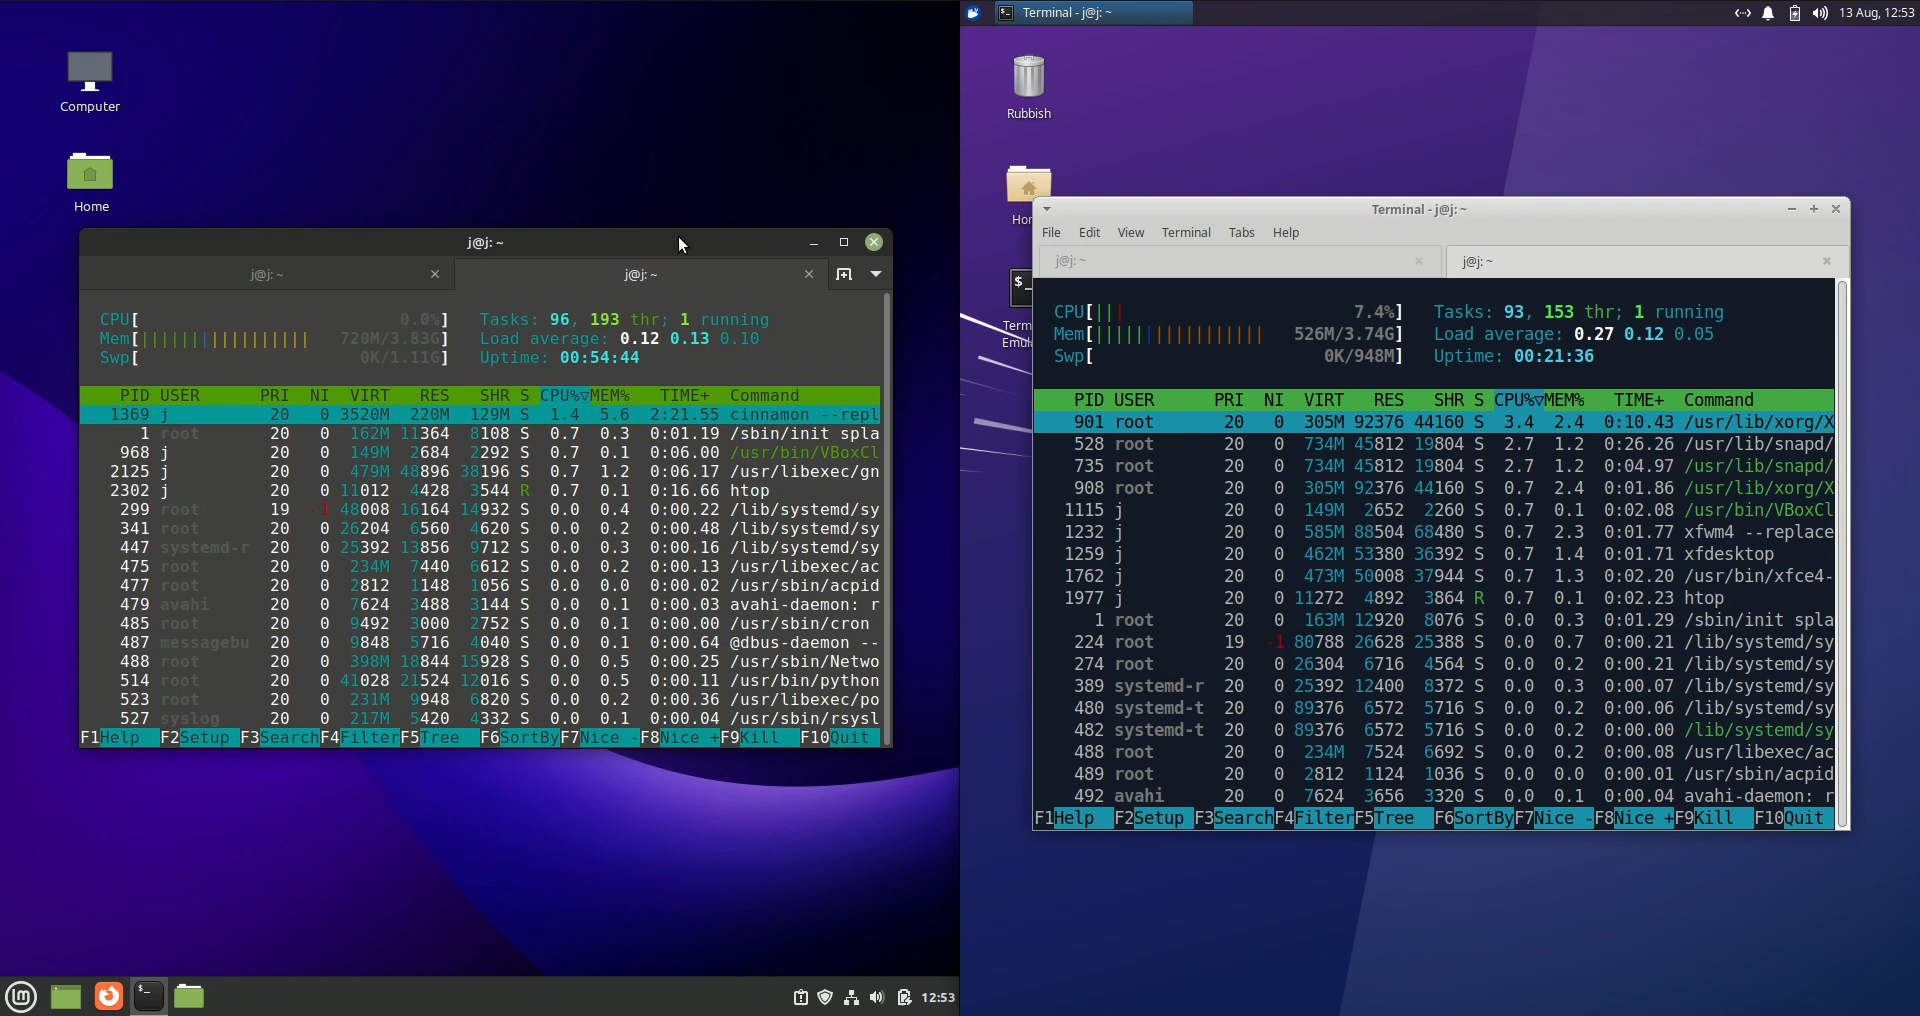 Computer
Home
j@j: ~
j@j: ~
j@j: ~
CPU[ 0.0%]
Mem[||||||||||||||||| 720M/3.83G]
Swp[ 0K/1.11G]
Tasks: 96, 193 thr; 1 running
Load average: 0.12 0.13 0.10
Uptime: 00:54:44
PID USER PRI NI VIRT RES SHR S CPU%▽MEM% TIME+ Command
1369 j 20 0 3520M 220M 129M S 1.4 5.6 2:21.55 cinnamon --repl
1 root 20 0 162M 11364 8108 S 0.7 0.3 0:01.19 /sbin/init spla
968 j 20 0 149M 2684 2292 S 0.7 0.1 0:06.00 /usr/bin/VBoxCl
2125 j 20 0 479M 48896 38196 S 0.7 1.2 0:06.17 /usr/libexec/gn
2302 j 20 0 11012 4428 3544 R 0.7 0.1 0:16.66 htop
299 root 19 -1 48008 16164 14932 S 0.0 0.4 0:00.22 /lib/systemd/sy
341 root 20 0 26204 6560 4620 S 0.0 0.2 0:00.48 /lib/systemd/sy
447 systemd-r 20 0 25392 13856 9712 S 0.0 0.3 0:00.16 /lib/systemd/sy
475 root 20 0 234M 7440 6612 S 0.0 0.2 0:00.13 /usr/libexec/ac
477 root 20 0 2812 1148 1056 S 0.0 0.0 0:00.02 /usr/sbin/acpid
479 avahi 20 0 7624 3488 3144 S 0.0 0.1 0:00.03 avahi-daemon: r
485 root 20 0 9492 3000 2752 S 0.0 0.1 0:00.00 /usr/sbin/cron
487 messagebu 20 0 9848 5716 4040 S 0.0 0.1 0:00.64 @dbus-daemon --
488 root 20 0 398M 18844 15928 S 0.0 0.5 0:00.25 /usr/sbin/Netwo
514 root 20 0 41028 21524 12016 S 0.0 0.5 0:00.11 /usr/bin/python
523 root 20 0 231M 9948 6820 S 0.0 0.2 0:00.36 /usr/libexec/po
527 syslog 20 0 217M 5420 4332 S 0.0 0.1 0:00.04 /usr/sbin/rsysl
F1Help F2Setup F3SearchF4FilterF5Tree F6SortByF7Nice -F8Nice +F9Kill F10Quit
12:53
Terminal - j@j: ~
13 Aug, 12:53
Rubbish
Hom
Term
Emul
Terminal - j@j: ~
File Edit View Terminal Tabs Help
j@j: ~
j@j: ~
CPU[||| 7.4%]
Mem[||||||||||||||||| 526M/3.74G]
Swp[ 0K/948M]
Tasks: 93, 153 thr; 1 running
Load average: 0.27 0.12 0.05
Uptime: 00:21:36
PID USER PRI NI VIRT RES SHR S CPU%▽MEM% TIME+ Command
901 root 20 0 305M 92376 44160 S 3.4 2.4 0:10.43 /usr/lib/xorg/X
528 root 20 0 734M 45812 19804 S 2.7 1.2 0:26.26 /usr/lib/snapd/
735 root 20 0 734M 45812 19804 S 2.7 1.2 0:04.97 /usr/lib/snapd/
908 root 20 0 305M 92376 44160 S 0.7 2.4 0:01.86 /usr/lib/xorg/X
1115 j 20 0 149M 2652 2260 S 0.7 0.1 0:02.08 /usr/bin/VBoxCl
1232 j 20 0 585M 88504 68480 S 0.7 2.3 0:01.77 xfwm4 --replace
1259 j 20 0 462M 53380 36392 S 0.7 1.4 0:01.71 xfdesktop
1762 j 20 0 473M 50008 37944 S 0.7 1.3 0:02.20 /usr/bin/xfce4-
1977 j 20 0 11272 4892 3864 R 0.7 0.1 0:02.23 htop
1 root 20 0 163M 12920 8076 S 0.0 0.3 0:01.29 /sbin/init spla
224 root 19 -1 80788 26628 25388 S 0.0 0.7 0:00.21 /lib/systemd/sy
274 root 20 0 26304 6716 4564 S 0.0 0.2 0:00.21 /lib/systemd/sy
389 systemd-r 20 0 25392 12400 8372 S 0.0 0.3 0:00.07 /lib/systemd/sy
480 systemd-t 20 0 89376 6572 5716 S 0.0 0.2 0:00.06 /lib/systemd/sy
482 systemd-t 20 0 89376 6572 5716 S 0.0 0.2 0:00.00 /lib/systemd/sy
488 root 20 0 234M 7524 6692 S 0.0 0.2 0:00.08 /usr/libexec/ac
489 root 20 0 2812 1124 1036 S 0.0 0.0 0:00.01 /usr/sbin/acpid
492 avahi 20 0 7624 3656 3320 S 0.0 0.1 0:00.04 avahi-daemon: r
F1Help F2Setup F3SearchF4FilterF5Tree F6SortByF7Nice -F8Nice +F9Kill F10Quit